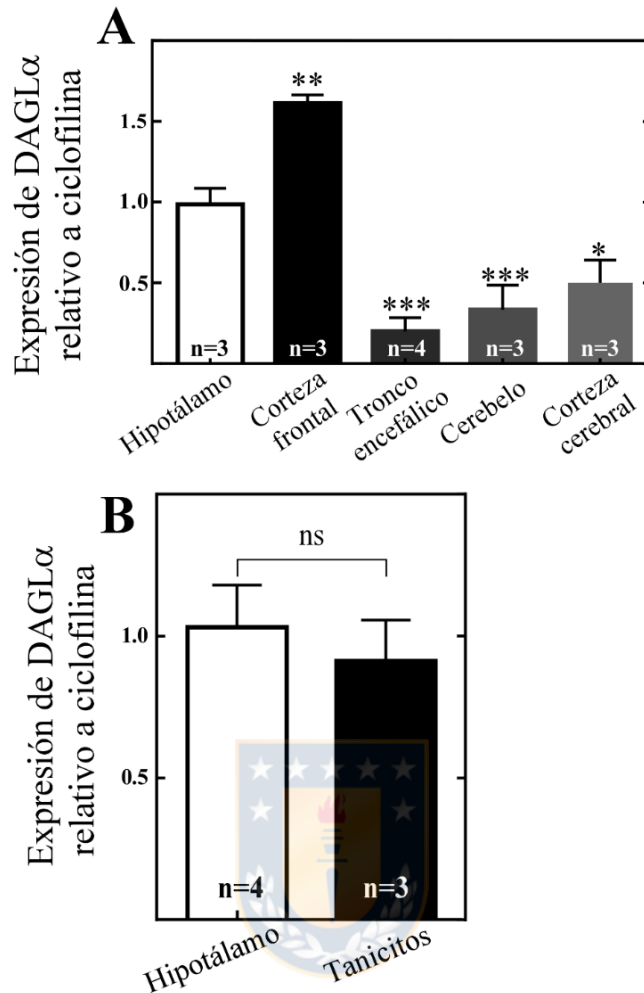 A
Expresión de DAGLα
relativo a ciclofilina
1.5
1.0
0.5
**
***
***
*
n=3
n=3
n=4
n=3
n=3
Hipotálamo
Corteza
frontal
Tronco
encefálico
Cerebelo
Corteza
cerebral
B
Expresión de DAGLα
relativo a ciclofilina
ns
1.0
0.5
n=4
n=3
Hipotálamo
Tanicitos